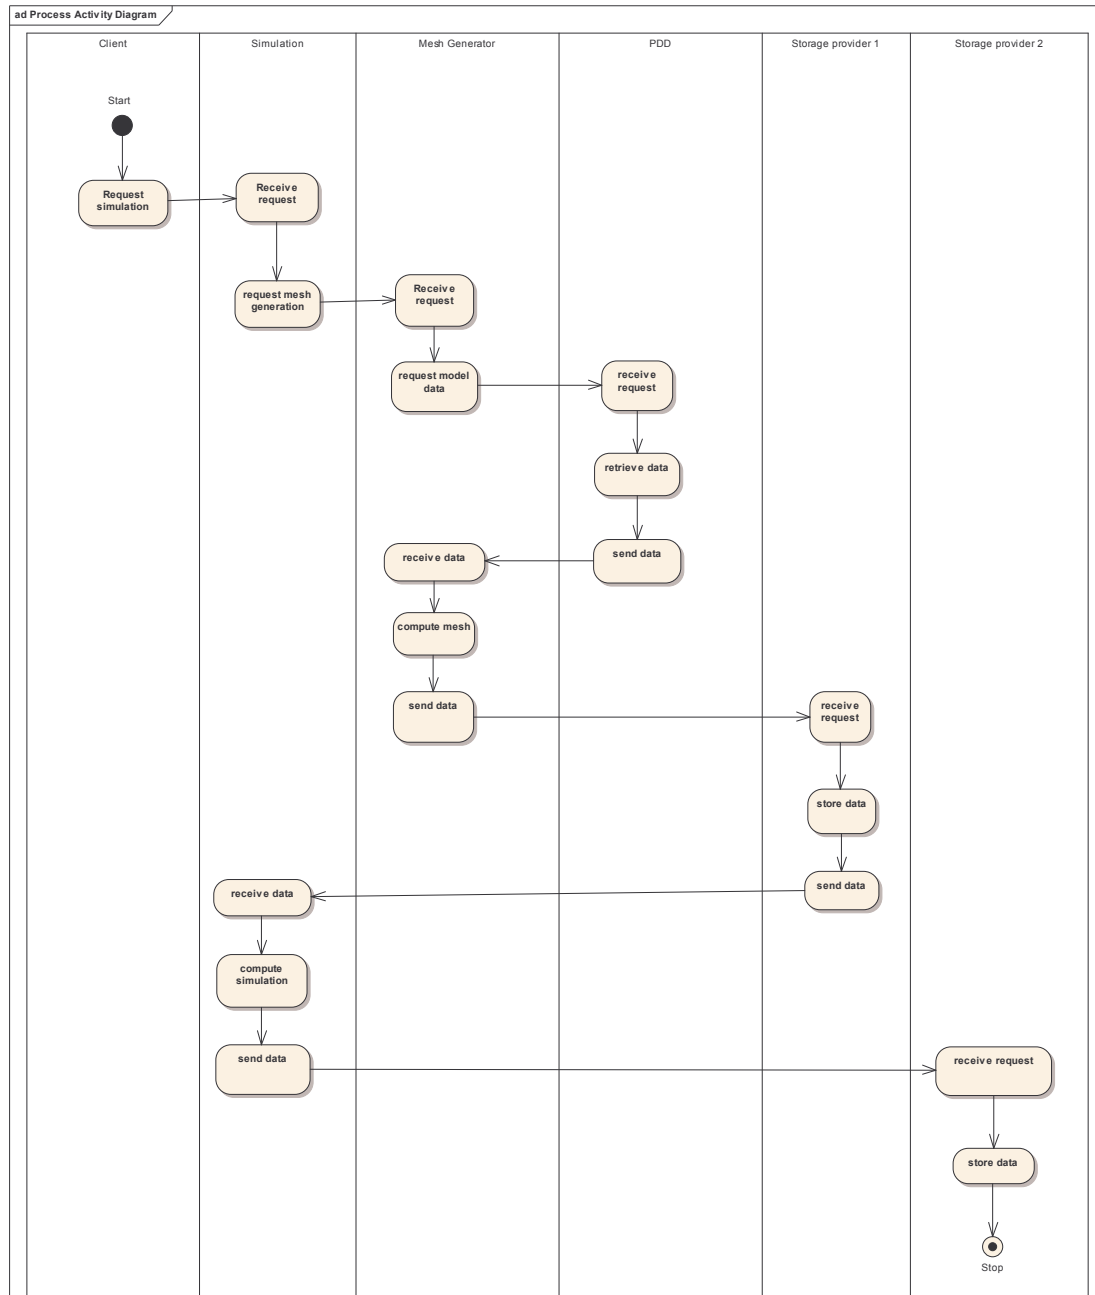 ad Process Activity Diagram
Client
Simulation
Mesh Generator
PDD
Storage provider 1
Storage provider 2
Start
Request
simulation
Receive
request
request mesh
generation
Receive
request
request model
data
receive
request
retrieve data
send data
receive data
compute mesh
send data
receive
request
store data
send data
receive data
compute
simulation
send data
receive request
store data
Stop